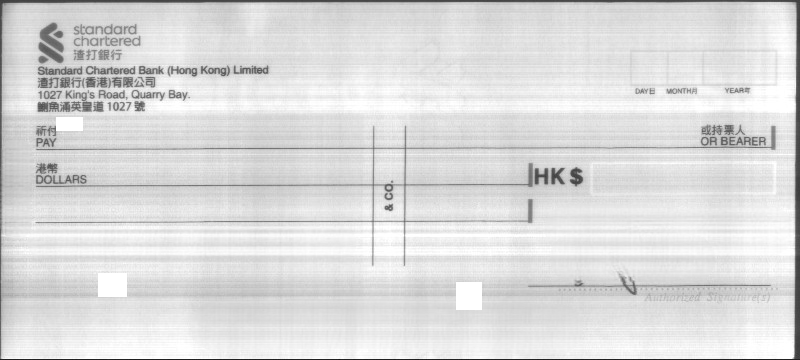 standard
chartered
渣打銀行
Standard Chartered Bank (Hong Kong) Limited
渣打銀行(香港)有限公司
1027 King's Road, Quarry Bay.
鰂魚涌英皇道 1027 號
DAY日 MONTH月 YEAR年
祈付
PAY
或持票人
OR BEARER
港幣
DOLLARS
HK $
& CO.
Authorized Signature(s)